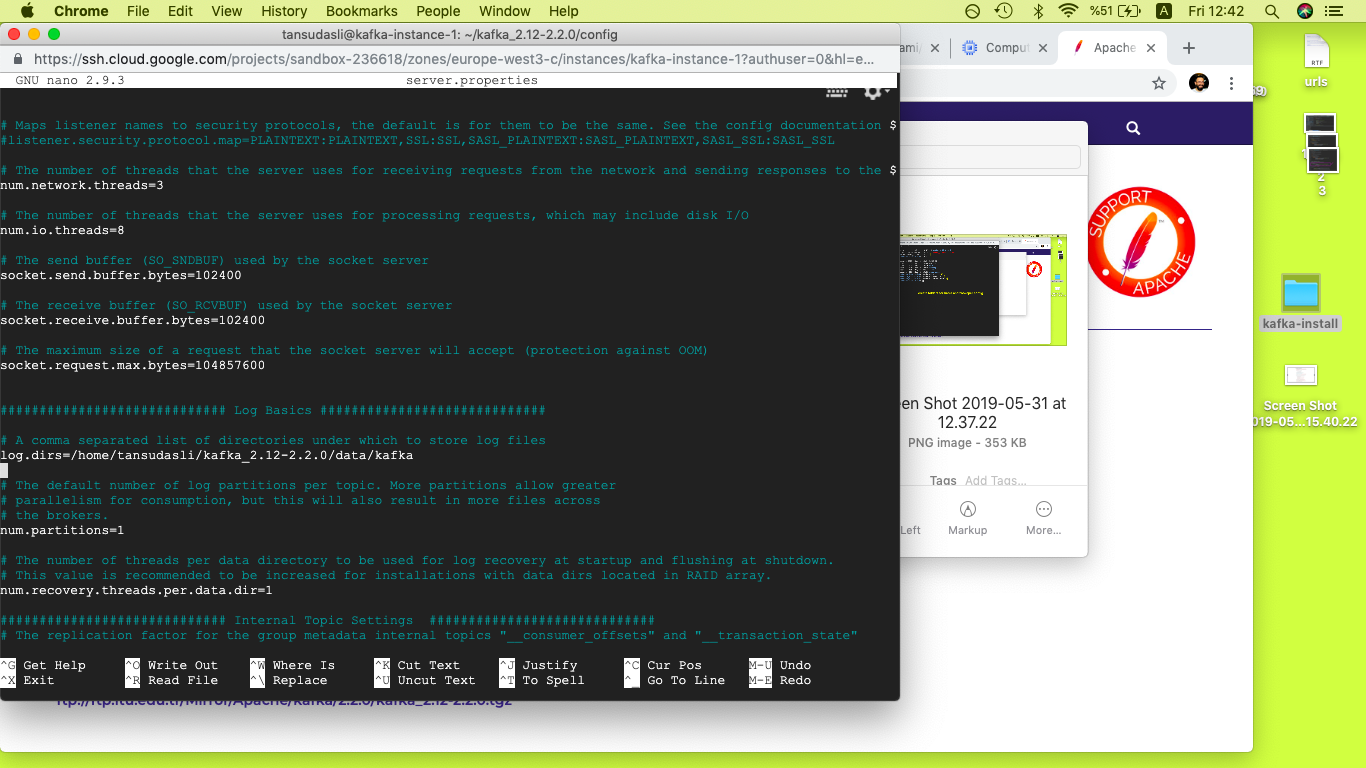 Chrome File Edit View History Bookmarks People Window Help
%51 A Fri 12:42
tansudasli@kafka-instance-1: ~/kafka_2.12-2.2.0/config
https://ssh.cloud.google.com/projects/sandbox-236618/zones/europe-west3-c/instances/kafka-instance-1?authuser=0&hl=e...
GNU nano 2.9.3 server.properties
# Maps listener names to security protocols, the default is for them to be the same. See the config documentation $
#listener.security.protocol.map=PLAINTEXT:PLAINTEXT,SSL:SSL,SASL_PLAINTEXT:SASL_PLAINTEXT,SASL_SSL:SASL_SSL
# The number of threads that the server uses for receiving requests from the network and sending responses to the $
num.network.threads=3
# The number of threads that the server uses for processing requests, which may include disk I/O
num.io.threads=8
# The send buffer (SO_SNDBUF) used by the socket server
socket.send.buffer.bytes=102400
# The receive buffer (SO_RCVBUF) used by the socket server
socket.receive.buffer.bytes=102400
# The maximum size of a request that the socket server will accept (protection against OOM)
socket.request.max.bytes=104857600
############################# Log Basics #############################
# A comma separated list of directories under which to store log files
log.dirs=/home/tansudasli/kafka_2.12-2.2.0/data/kafka
# The default number of log partitions per topic. More partitions allow greater
# parallelism for consumption, but this will also result in more files across
# the brokers.
num.partitions=1
# The number of threads per data directory to be used for log recovery at startup and flushing at shutdown.
# This value is recommended to be increased for installations with data dirs located in RAID array.
num.recovery.threads.per.data.dir=1
############################# Internal Topic Settings #############################
# The replication factor for the group metadata internal topics "__consumer_offsets" and "__transaction_state"
^G Get Help ^O Write Out ^W Where Is ^K Cut Text ^J Justify ^C Cur Pos M-U Undo
^X Exit ^R Read File ^\ Replace ^U Uncut Text ^T To Spell ^_ Go To Line M-E Redo
ftp://ftp.itu.edu.tr/Mirror/Apache/kafka/2.2.0/kafka_2.12-2.2.0.tgz
ami/ Comput Apache
SUPPORT
APACHE
een Shot 2019-05-31 at
12.37.22
PNG image - 353 KB
Tags Add Tags...
Left Markup More...
RTF
urls
2
3
kafka-install
Screen Shot
019-05...15.40.22